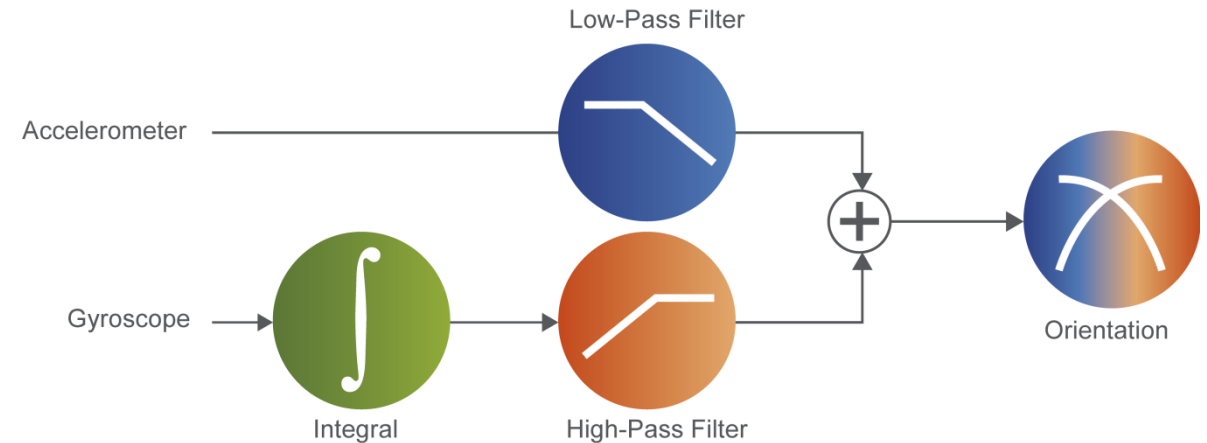 Low-Pass Filter
Accelerometer
Gyroscope
Orientation
Integral
High-Pass Filter